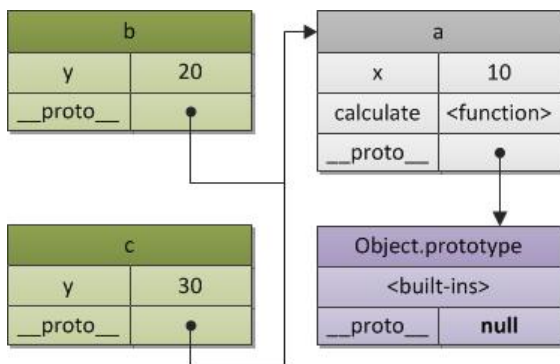 b
y 20
__proto__
c
y 30
__proto__
a
x 10
calculate <function>
__proto__
Object.prototype
<built-ins>
__proto__ null